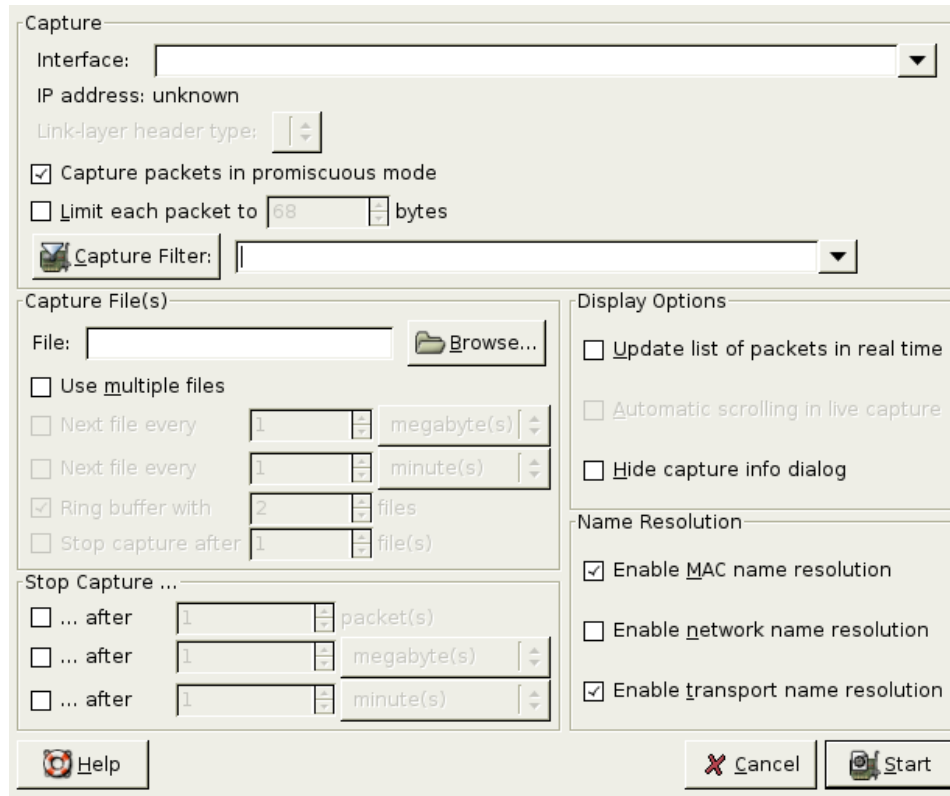 Capture
Interface:
IP address: unknown
Link-layer header type:
Capture packets in promiscuous mode
Limit each packet to 68 bytes
Capture Filter:
Capture File(s)
File: Browse...
Use multiple files
Next file every 1 megabyte(s)
Next file every 1 minute(s)
Ring buffer with 2 files
Stop capture after 1 file(s)
Stop Capture ...
... after 1 packet(s)
... after 1 megabyte(s)
... after 1 minute(s)
Display Options
Update list of packets in real time
Automatic scrolling in live capture
Hide capture info dialog
Name Resolution
Enable MAC name resolution
Enable network name resolution
Enable transport name resolution
Help
Cancel
Start